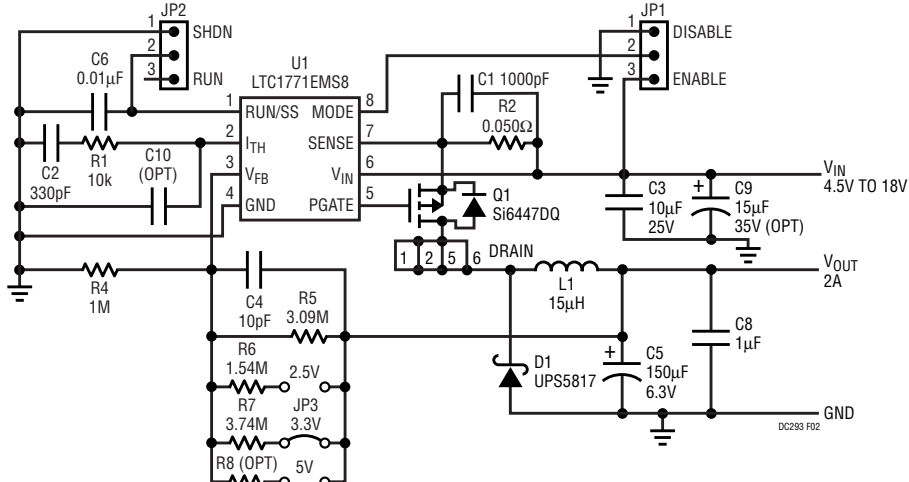 JP2
1
SHDN
2
3
RUN
C6
0.01µF
U1
LTC1771EMS8
JP1
1
DISABLE
2
3
ENABLE
C1 1000pF
R2
0.050Ω
1
RUN/SS
MODE
8
2
ITH
SENSE
7
3
VFB
VIN
6
4
GND
PGATE
5
C2
330pF
R1
10k
C10
(OPT)
Q1
Si6447DQ
C3
10µF
25V
+
C9
15µF
35V (OPT)
VIN
4.5V TO 18V
1
2
5
6
DRAIN
VOUT
2A
L1
15µH
R4
1M
C4
10pF
R5
3.09M
R6
1.54M
2.5V
R7
3.74M
JP3
3.3V
R8 (OPT)
5V
D1
UPS5817
+
C5
150µF
6.3V
C8
1µF
GND
DC293 F02